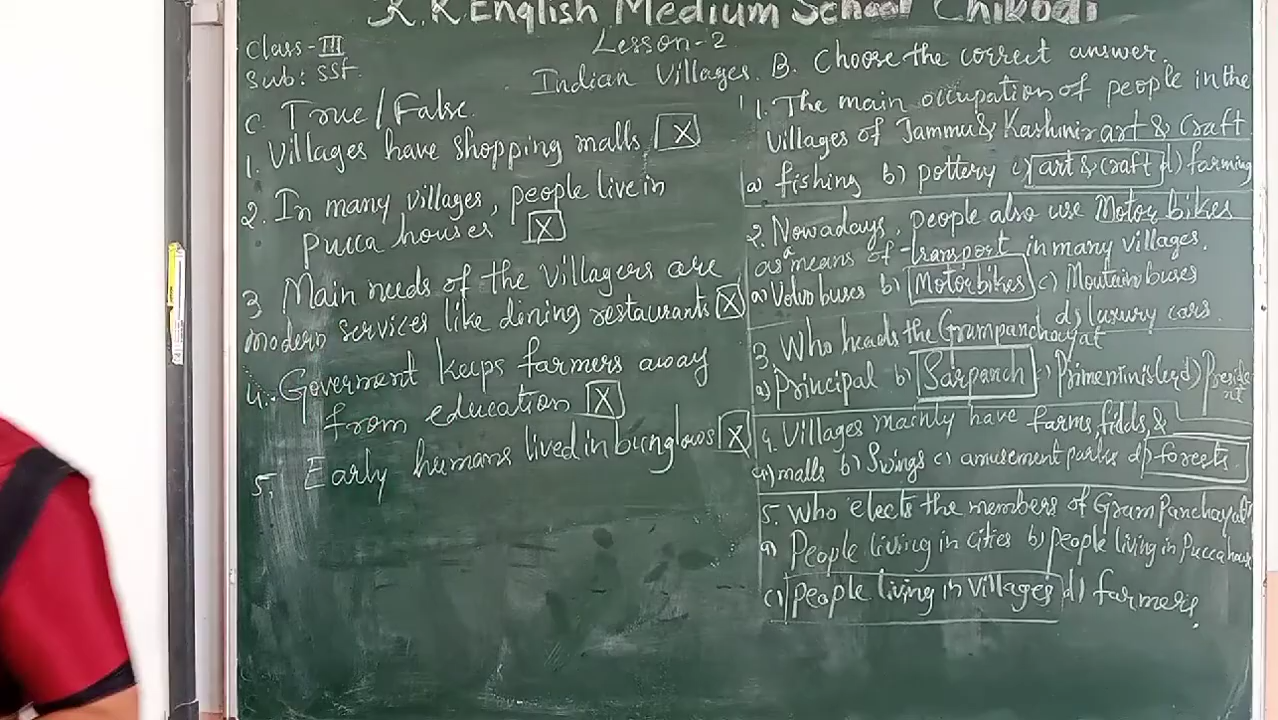 K.K English Medium School Chikodi
Class-III
Lesson-2
Sub: SSt
Indian Villages.
C. True/False.
1. Villages have shopping malls X
2. In many villages, people live in
Pucca houses X
3 Main needs of the villagers are
modern services like dining restaurants X
4. Goverment keeps farmers away
from education X
5. Early humans lived in bunglows X
B. Choose the correct answer.
1. The main occupation of people in the
Villages of Jammu & Kashmir art & craft
a) fishing b) pottery c) art & craft d) farming
2. Nowadays, people also use Motor bikes
as a means of transport in many villages.
a) Volvo buses b) Motorbikes c) Moutain buses
d) luxury cars.
3. Who heads the Grampanchayat
a) Principal b) Sarpanch c) Primeminister d) President
4. Villages mainly have farms, fields, &
a) malls b) Swings c) amusement parks d) forests.
5. Who elects the members of Gram Panchayat
a) People living in cities b) people living in Pucca house
c) people living in villages d) farmers.